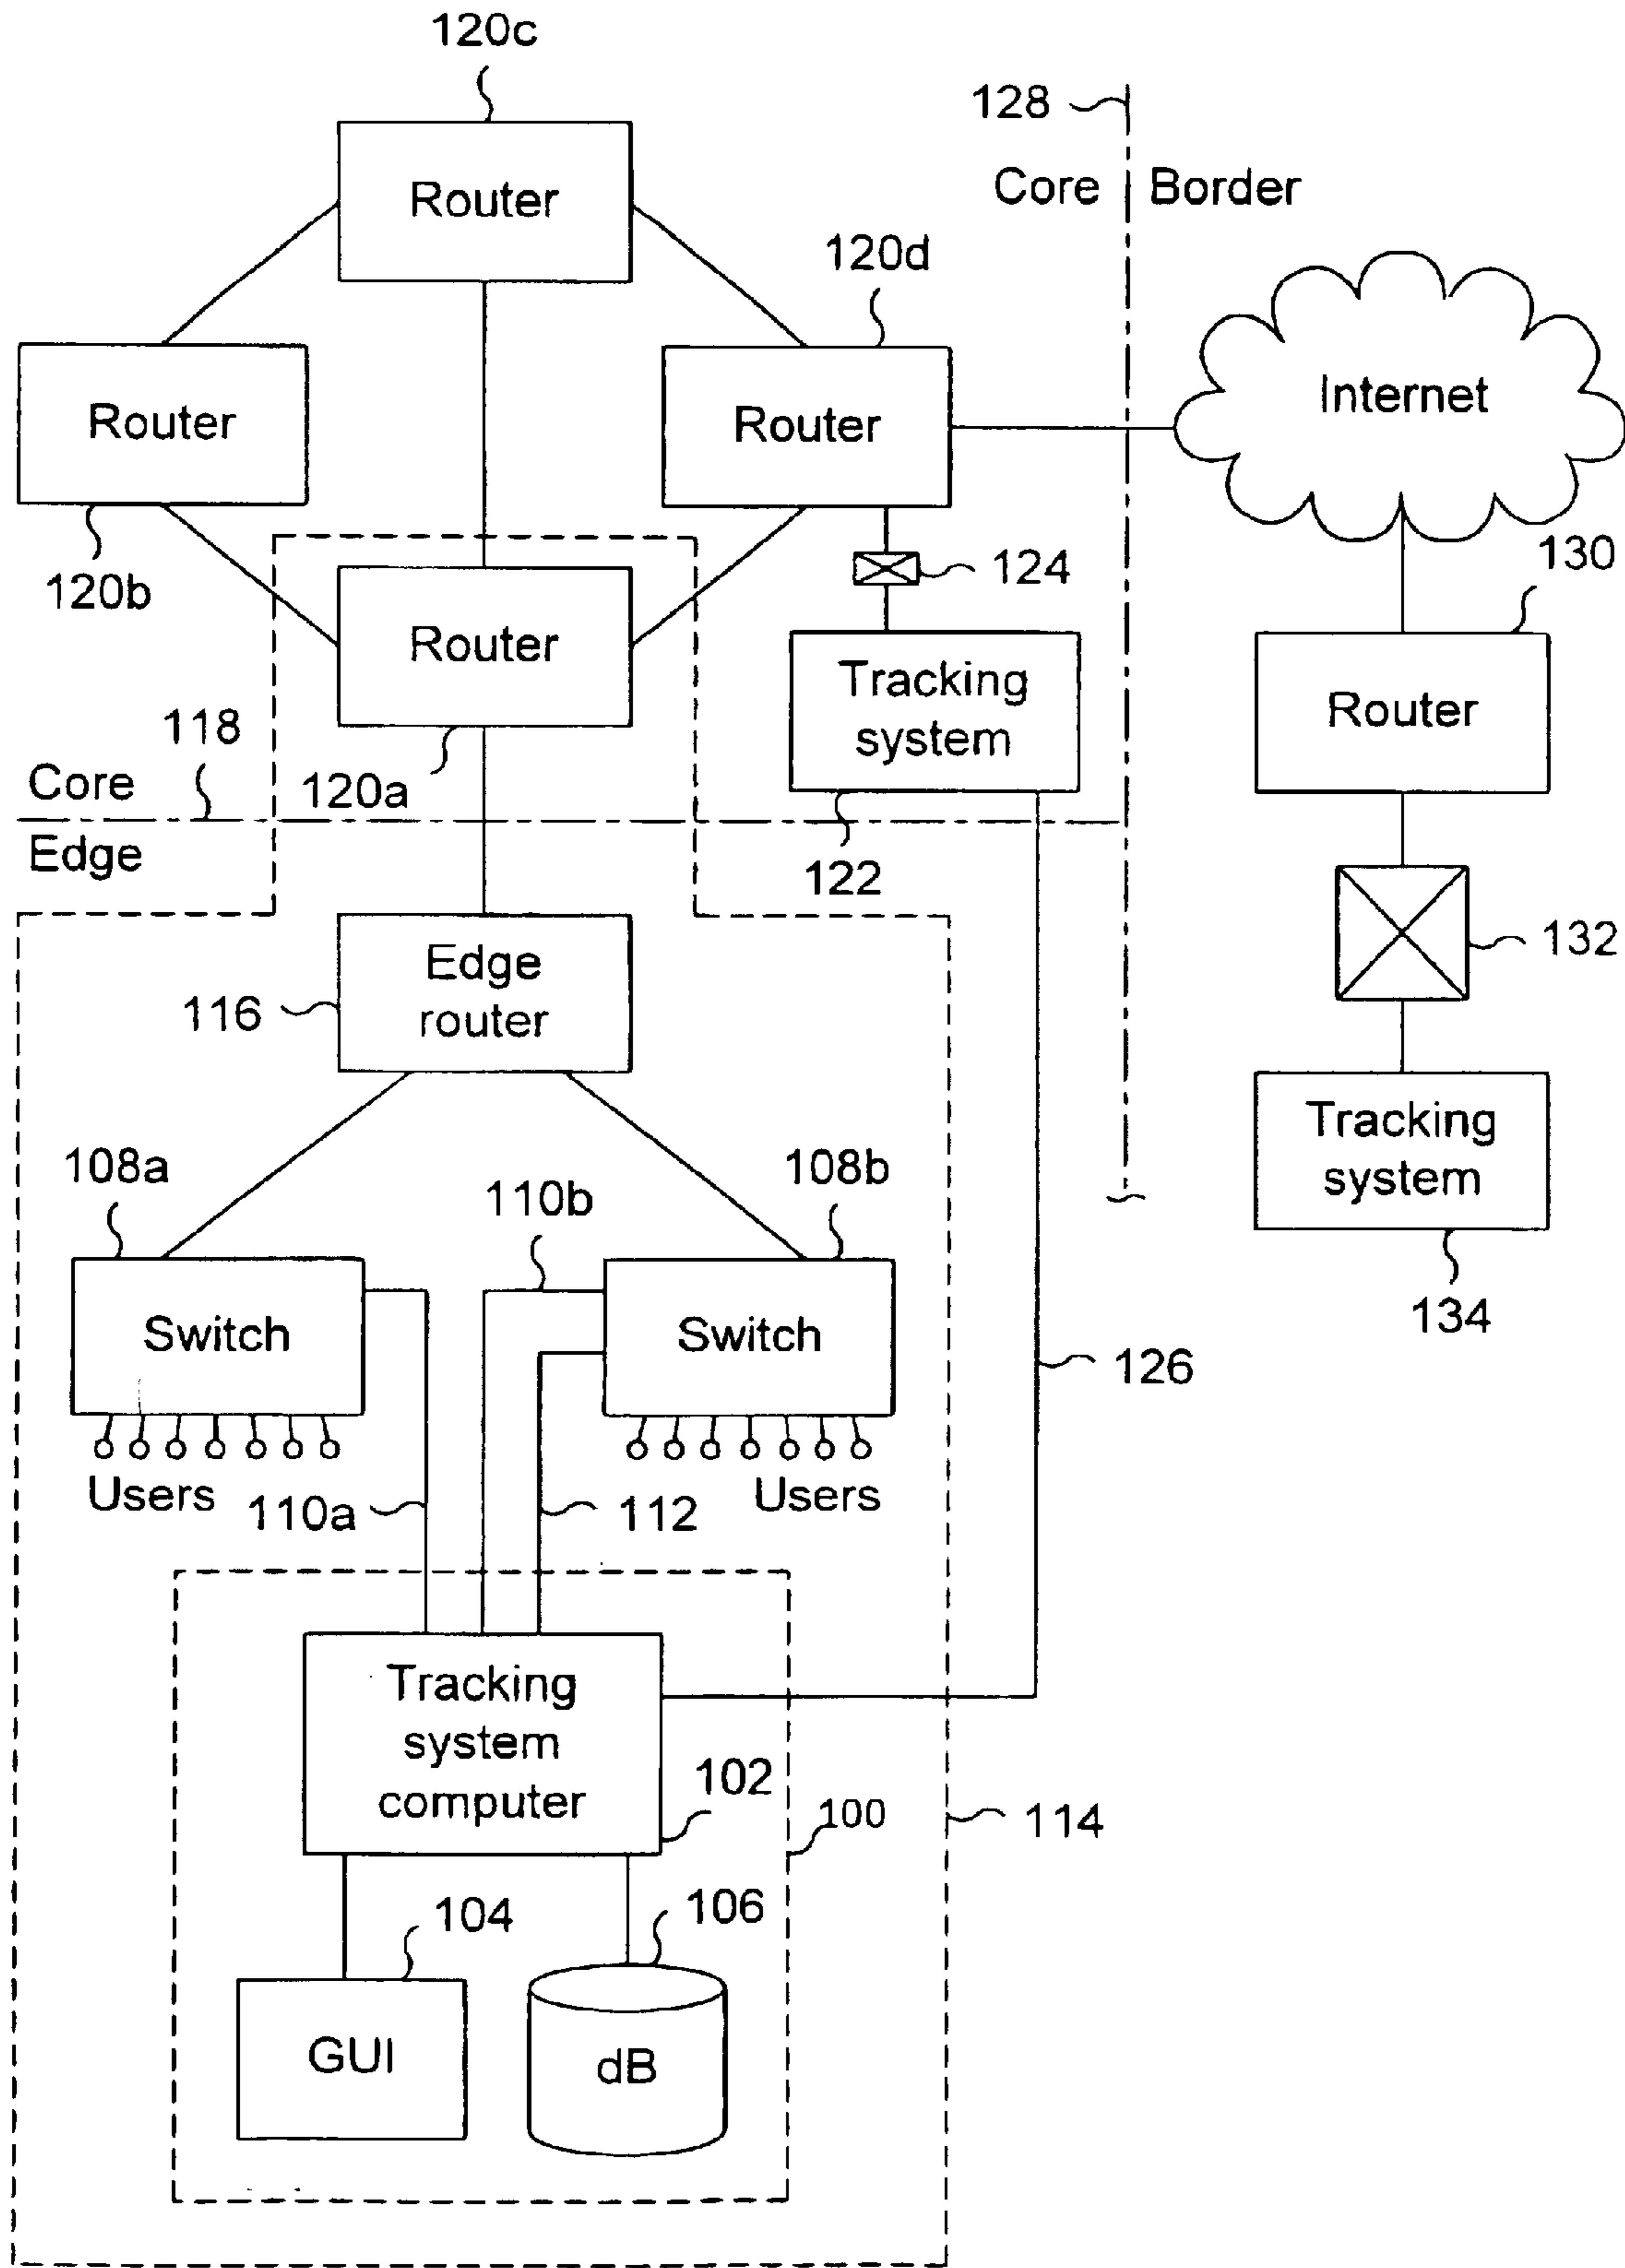 120c
128
Router
Core
Border
120d
Router
Router
Internet
120b
124
130
Router
Tracking
system
Router
118
Core
120a
Edge
122
132
Edge
router
116
Tracking
system
108a
110b
108b
134
Switch
Switch
126
Users
110a
112
Users
Tracking
system
computer
102
100
114
104
106
GUI
dB